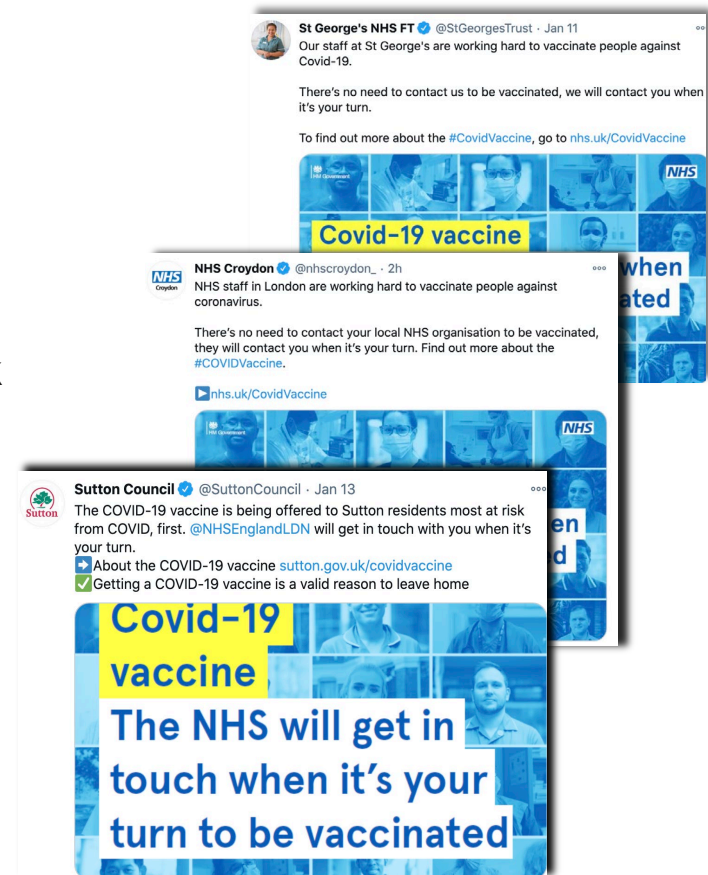 St George's NHS FT @StGeorgesTrust · Jan 11
Our staff at St George's are working hard to vaccinate people against
Covid-19.
There's no need to contact us to be vaccinated, we will contact you when
it's your turn.
To find out more about the #CovidVaccine, go to nhs.uk/CovidVaccine
HM Government
NHS
Covid-19 vaccine
when
ated
NHS
Croydon
NHS Croydon @nhscroydon_ · 2h
NHS staff in London are working hard to vaccinate people against
coronavirus.
There's no need to contact your local NHS organisation to be vaccinated,
they will contact you when it's your turn. Find out more about the
#COVIDVaccine.
nhs.uk/CovidVaccine
HM Government
NHS
en
d
Sutton
Sutton Council @SuttonCouncil · Jan 13
The COVID-19 vaccine is being offered to Sutton residents most at risk
from COVID, first. @NHSEnglandLDN will get in touch with you when it's
your turn.
About the COVID-19 vaccine sutton.gov.uk/covidvaccine
Getting a COVID-19 vaccine is a valid reason to leave home
Covid-19
vaccine
The NHS will get in
touch when it's your
turn to be vaccinated